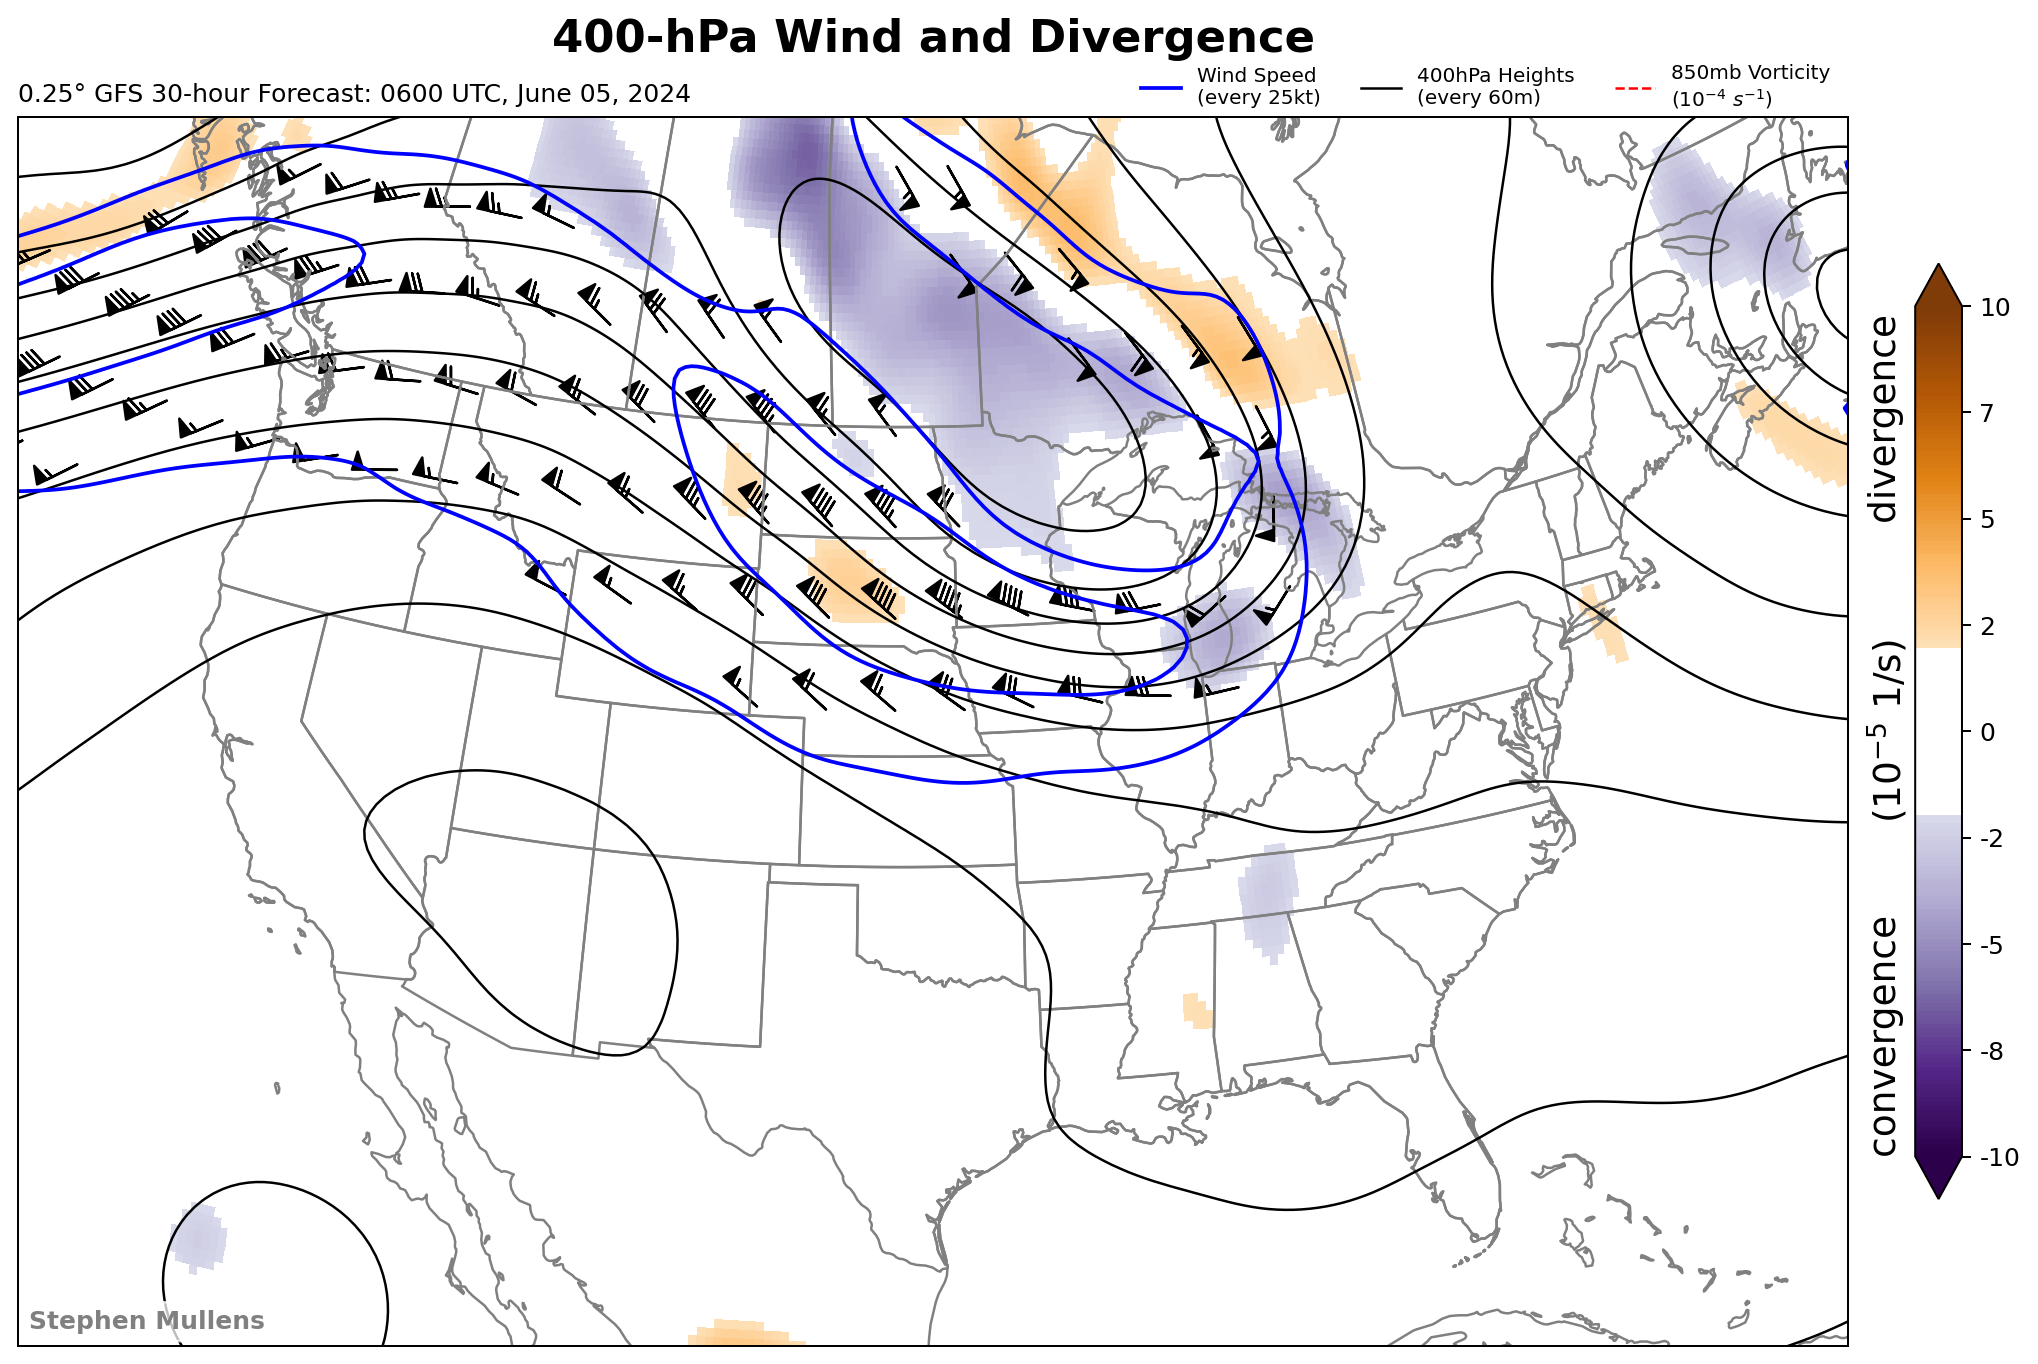 400-hPa Wind and Divergence
0.25° GFS 30-hour Forecast: 0600 UTC, June 05, 2024
Wind Speed
(every 25kt)
400hPa Heights
(every 60m)
850mb Vorticity
(10⁻⁴ s⁻¹)
10
7
5
2
0
-2
-5
-8
-10
convergence (10⁻⁵ 1/s) divergence
Stephen Mullens